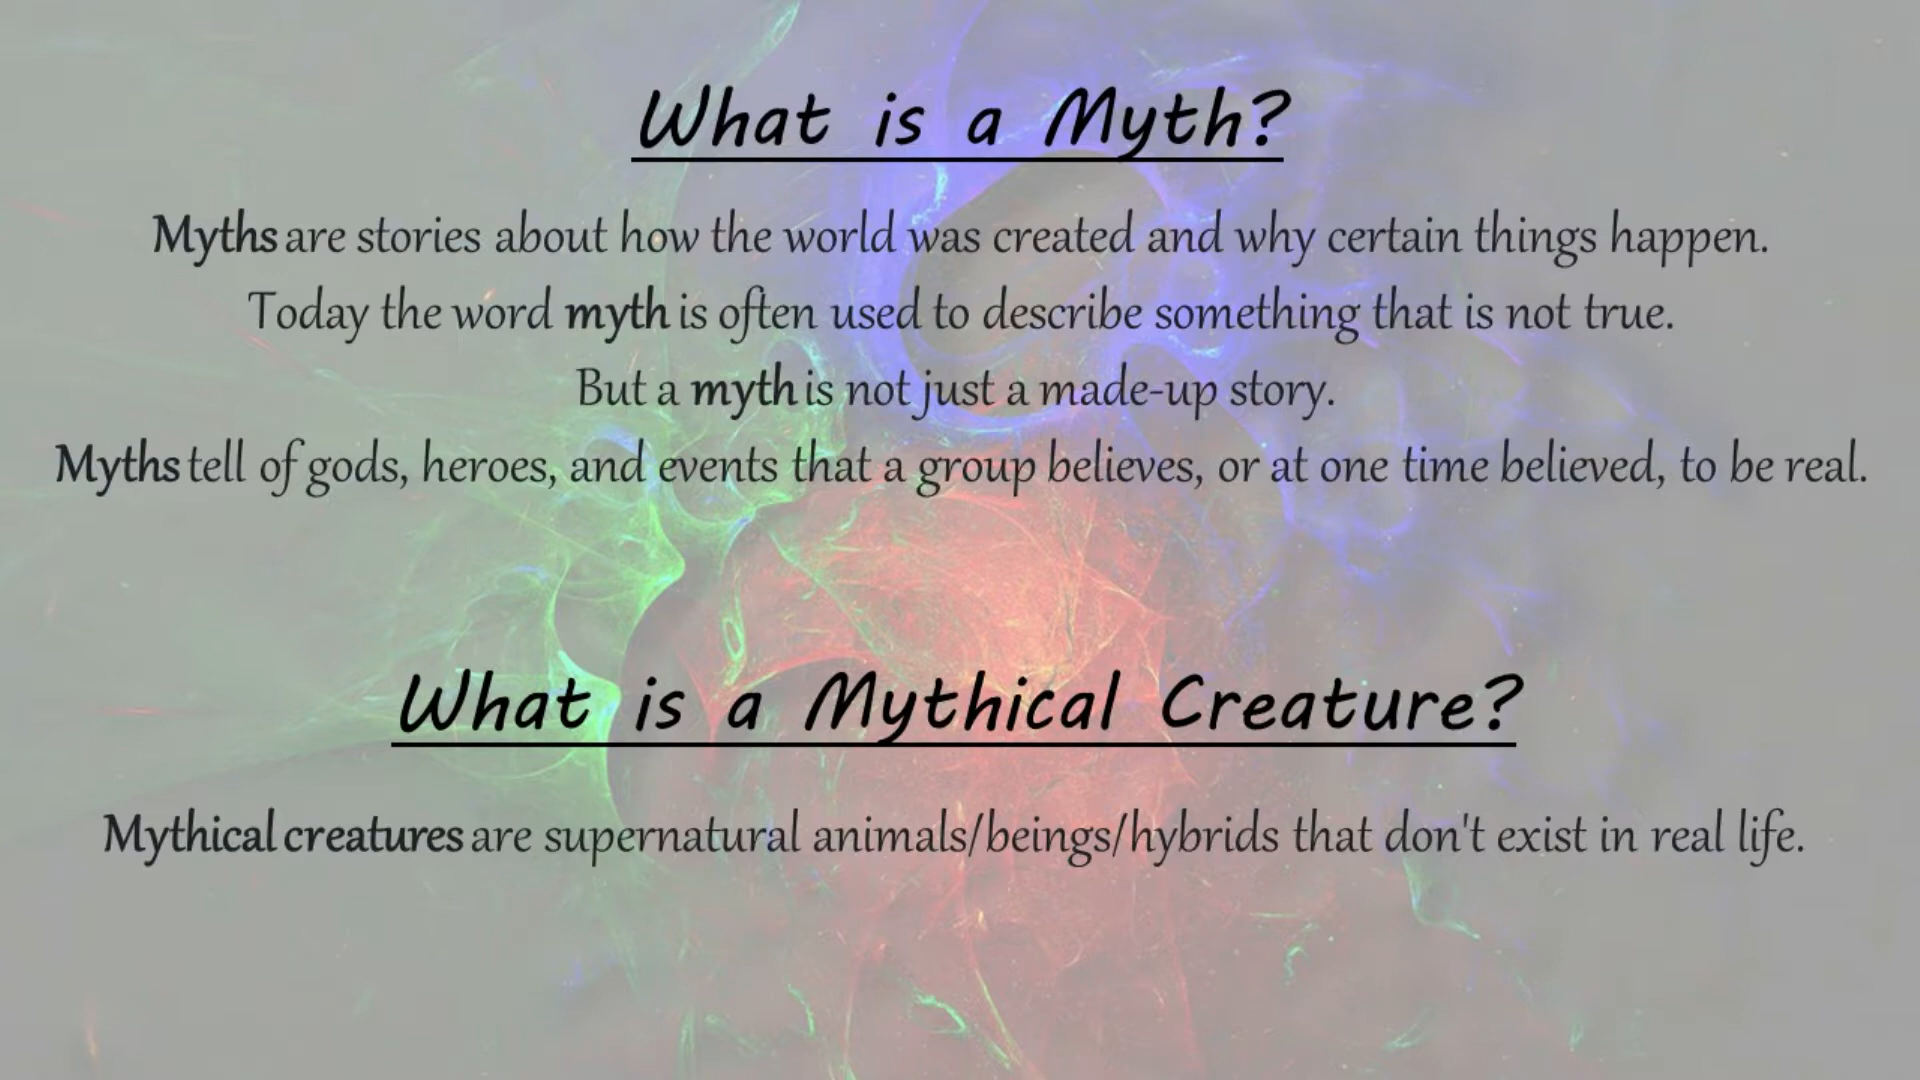 What is a Myth?
Myths are stories about how the world was created and why certain things happen.
Today the word myth is often used to describe something that is not true.
But a myth is not just a made-up story.
Myths tell of gods, heroes, and events that a group believes, or at one time believed, to be real.
What is a Mythical Creature?
Mythical creatures are supernatural animals/beings/hybrids that don't exist in real life.